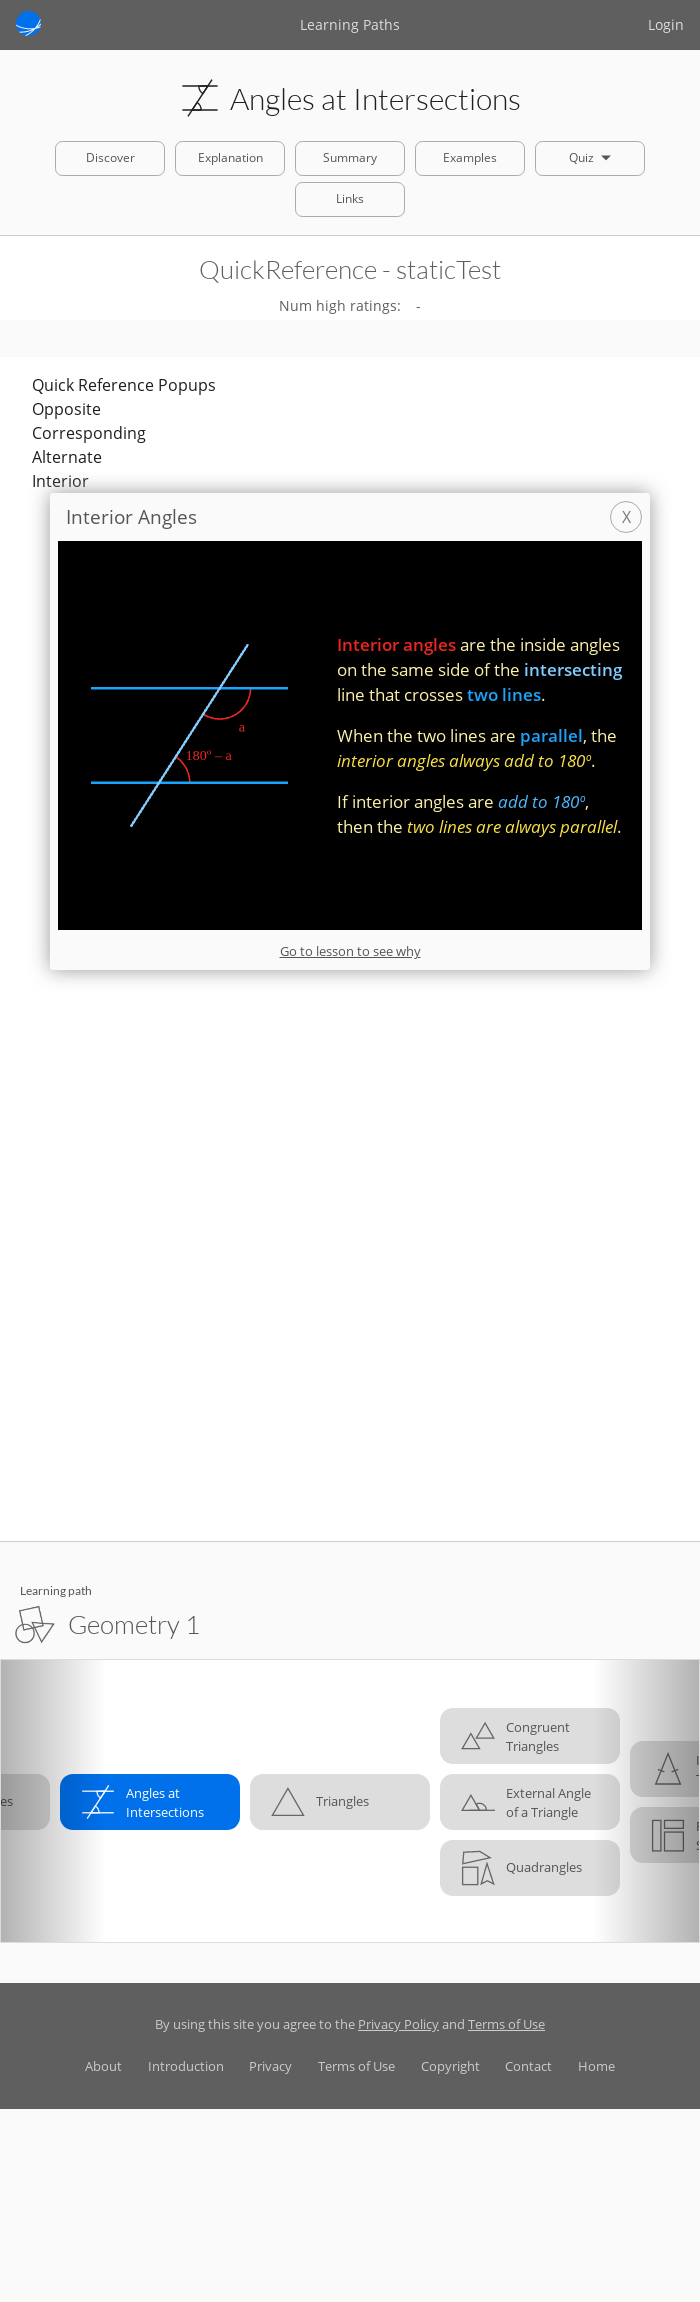 Learning Paths
Login
Angles at Intersections
Discover
Explanation
Summary
Examples
Quiz
Links
QuickReference - staticTest
Num high ratings: -
Quick Reference Popups
Opposite
Corresponding
Alternate
Interior
Interior Angles
X
Interior angles are the inside angles
on the same side of the intersecting
line that crosses two lines.
When the two lines are parallel, the
interior angles always add to 180º.
If interior angles are add to 180º,
then the two lines are always parallel.
a
180º – a
Go to lesson to see why
Learning path
Geometry 1
es
Angles at
Intersections
Triangles
Congruent
Triangles
External Angle
of a Triangle
Quadrangles
By using this site you agree to the Privacy Policy and Terms of Use
About
Introduction
Privacy
Terms of Use
Copyright
Contact
Home